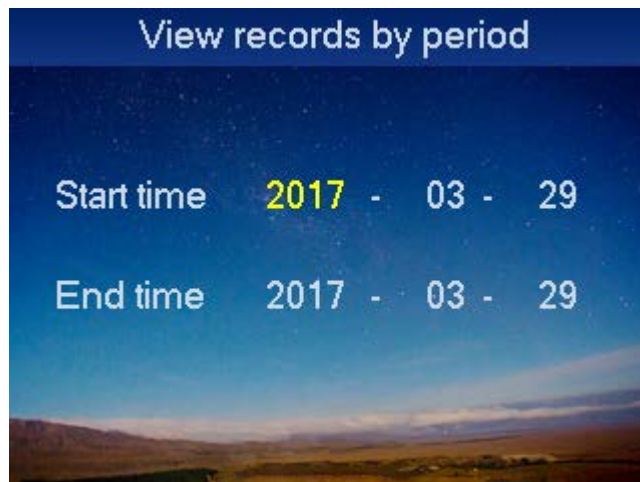 View records by period
Start time 2017 - 03 - 29
End time 2017 - 03 - 29